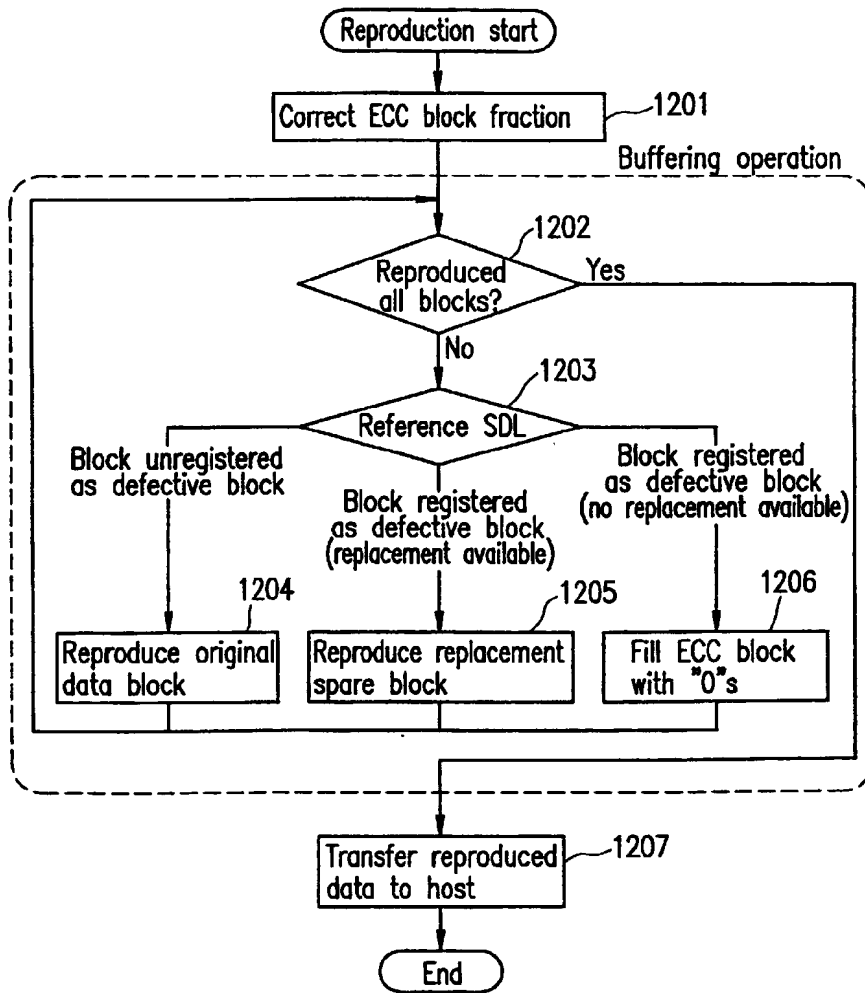 Reproduction start
1201
Correct ECC block fraction
Buffering operation
1202
Reproduced
all blocks?
Yes
No
1203
Reference SDL
Block unregistered
as defective block
Block registered
as defective block
(replacement available)
Block registered
as defective block
(no replacement available)
1204
Reproduce original
data block
1205
Reproduce replacement
spare block
1206
Fill ECC block
with "0"s
1207
Transfer reproduced
data to host
End